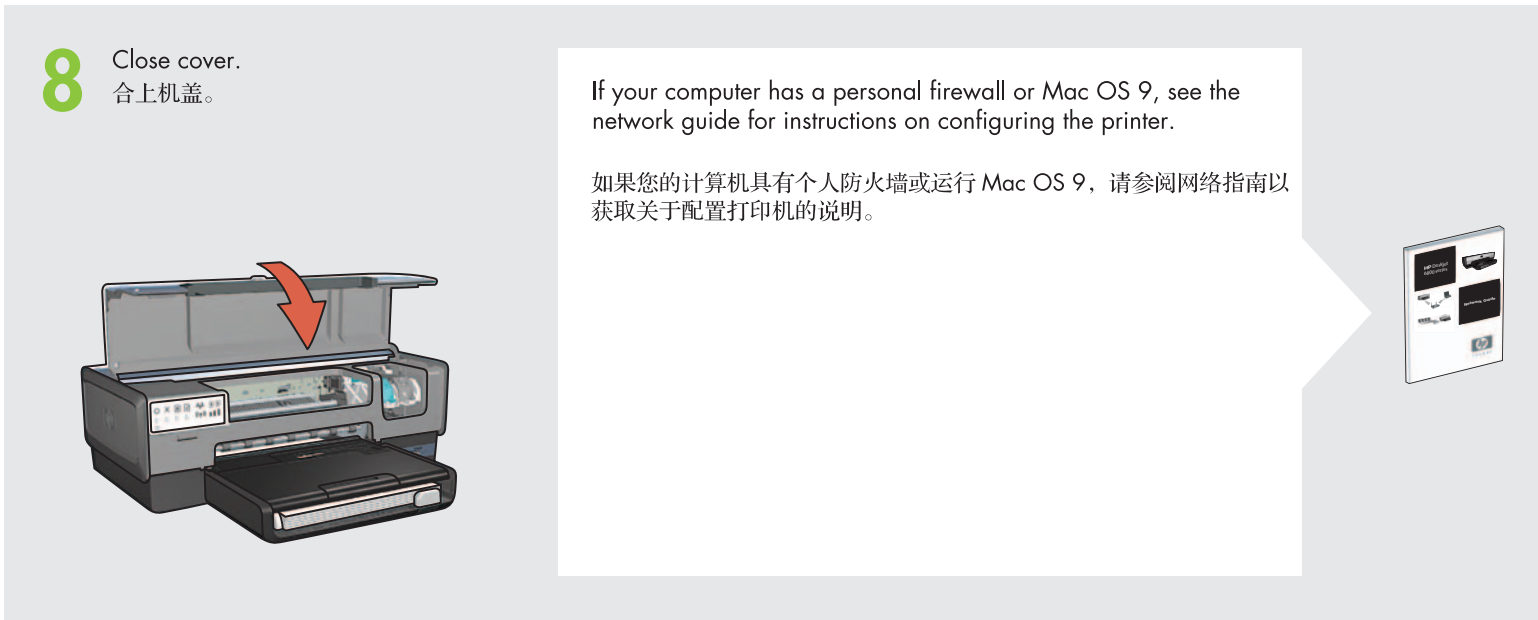 8
Close cover.
合上机盖。
If your computer has a personal firewall or Mac OS 9, see the
network guide for instructions on configuring the printer.
如果您的计算机具有个人防火墙或运行 Mac OS 9，请参阅网络指南以
获取关于配置打印机的说明。
HP Deskjet
hp